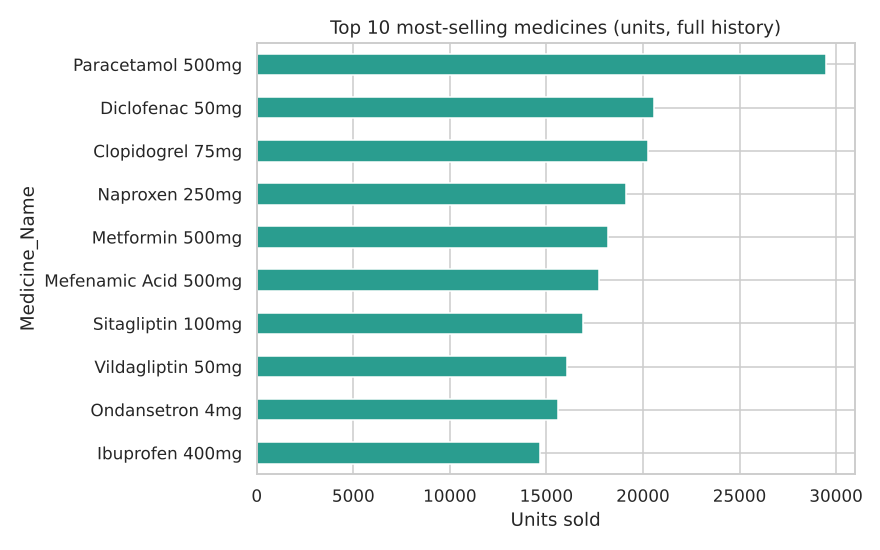 Top 10 most-selling medicines (units, full history)
Medicine_Name
Paracetamol 500mg
Diclofenac 50mg
Clopidogrel 75mg
Naproxen 250mg
Metformin 500mg
Mefenamic Acid 500mg
Sitagliptin 100mg
Vildagliptin 50mg
Ondansetron 4mg
Ibuprofen 400mg
0 5000 10000 15000 20000 25000 30000
Units sold